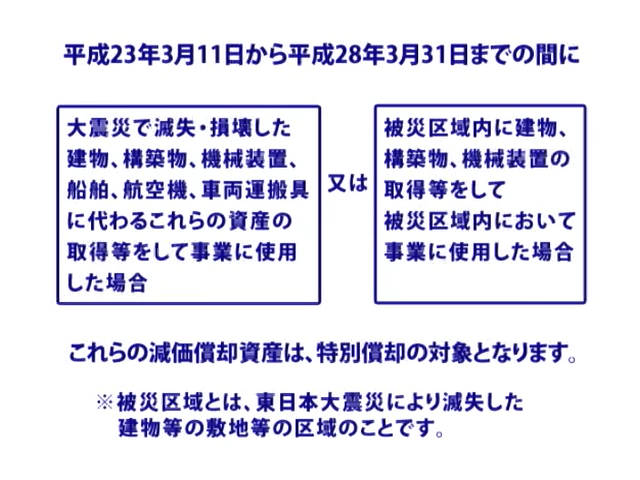 平成23年3月11日から平成28年3月31日までの間に
大震災で滅失・損壊した
建物、構築物、機械装置、
船舶、航空機、車両運搬具
に代わるこれらの資産の
取得等をして事業に使用
した場合
又は
被災区域内に建物、
構築物、機械装置の
取得等をして
被災区域内において
事業に使用した場合
これらの減価償却資産は、特別償却の対象となります。
※被災区域とは、東日本大震災により滅失した
建物等の敷地等の区域のことです。